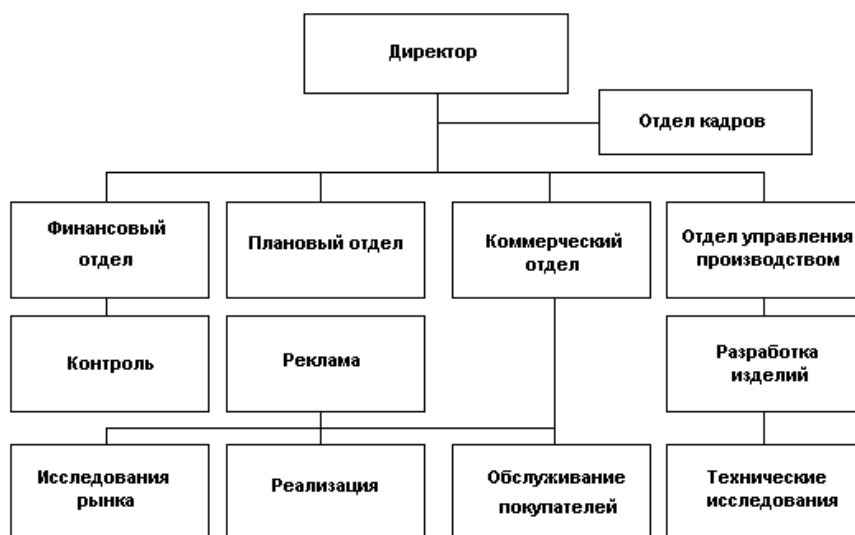 Директор
Отдел кадров
Финансовый
отдел
Плановый отдел
Коммерческий
отдел
Отдел управления
производством
Контроль
Реклама
Разработка
изделий
Исследования
рынка
Реализация
Обслуживание
покупателей
Технические
исследования